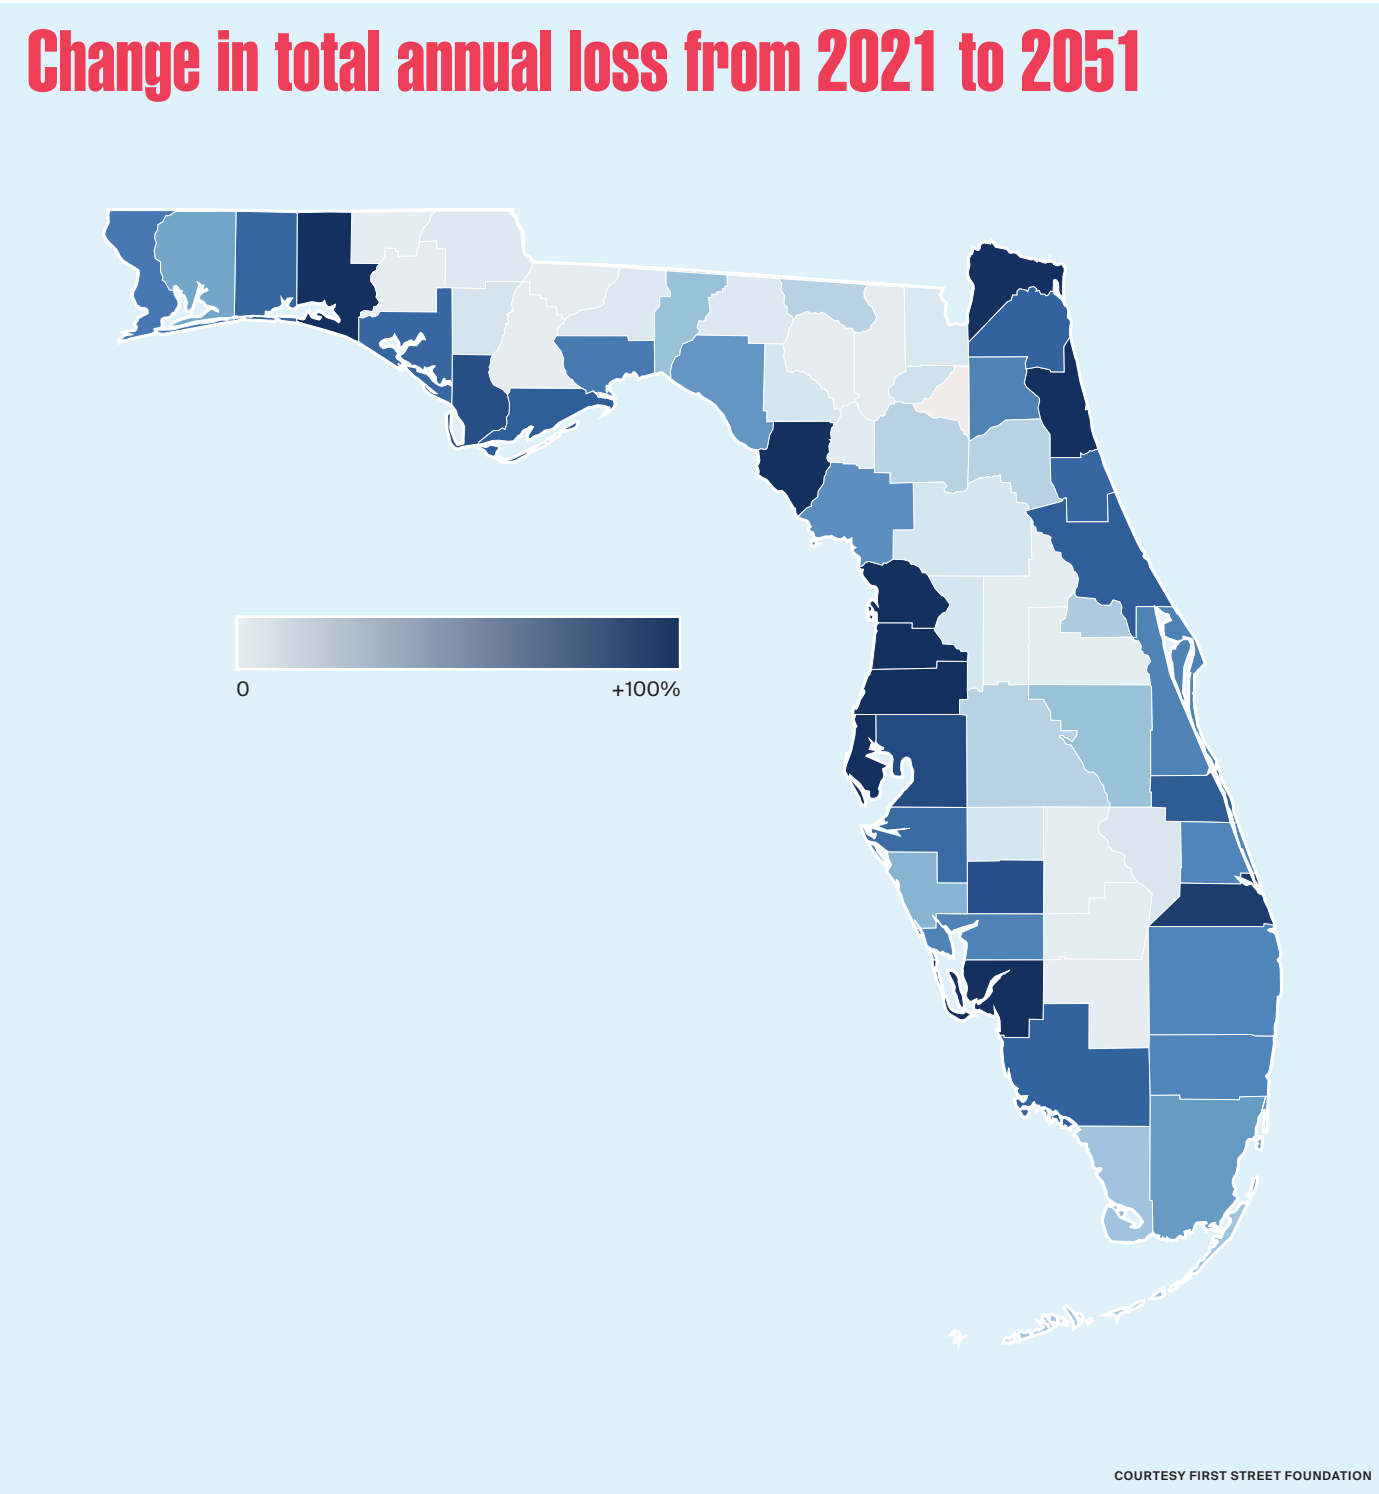 Change in total annual loss from 2021 to 2051
0 +100%
COURTESY FIRST STREET FOUNDATION